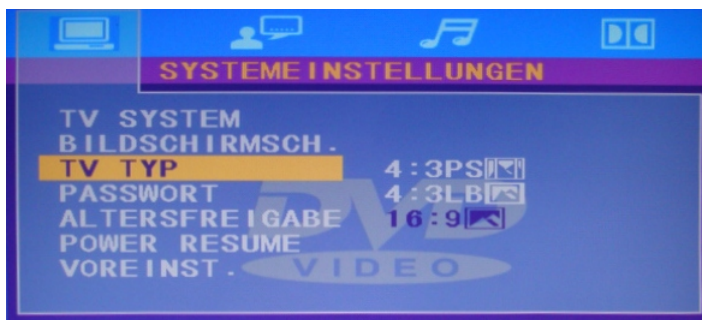 SYSTEMEINSTELLUNGEN
TV SYSTEM
BILDSCHIRMSCH.
TV TYP 4:3PS
PASSWORT 4:3LB
ALTERSFREIGABE 16:9
POWER RESUME
VOREINST.
DVD
VIDEO